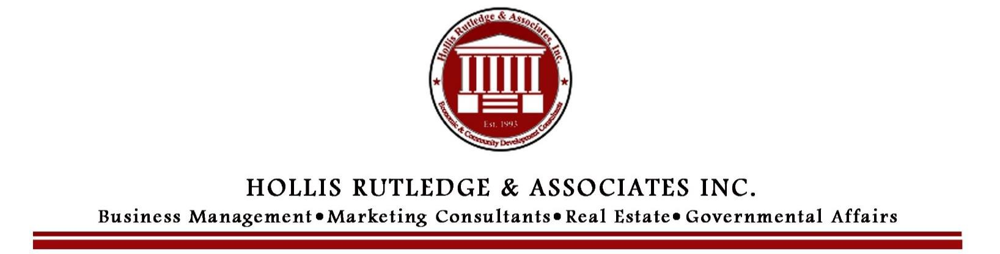 Hollis Rutledge & Associates, Inc.
Est. 1993
Economic & Community Development Consultants
HOLLIS RUTLEDGE & ASSOCIATES INC.
Business Management•Marketing Consultants•Real Estate•Governmental Affairs